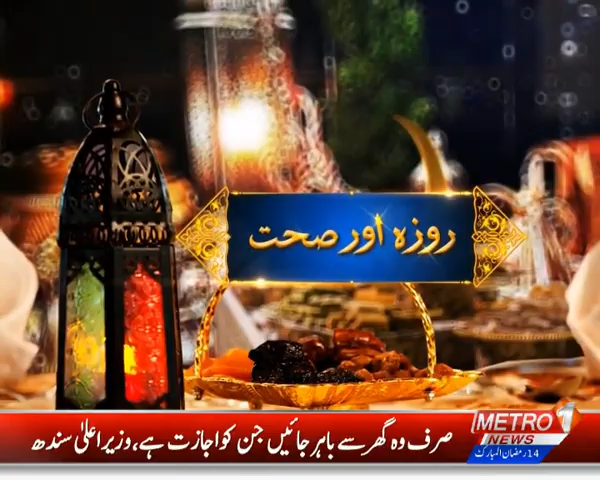 روزہ اور صحت
صرف وہ گھر سے باہر جائیں جن کو اجازت ہے، وزیر اعلیٰ سندھ
METRO 1
NEWS
14 رمضان المبارک